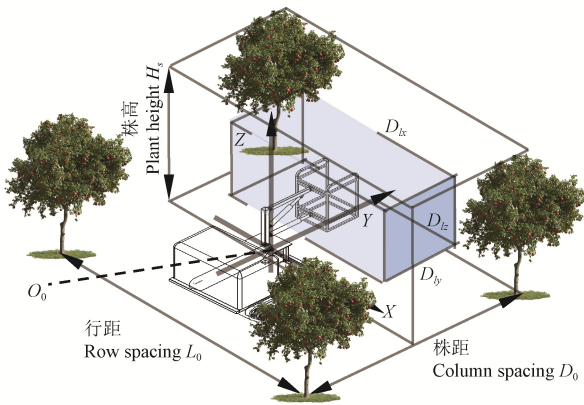 株高
Plant height Hs
Z
Dlx
Y
Dlz
Dly
X
O0
行距
Row spacing L0
株距
Column spacing D0